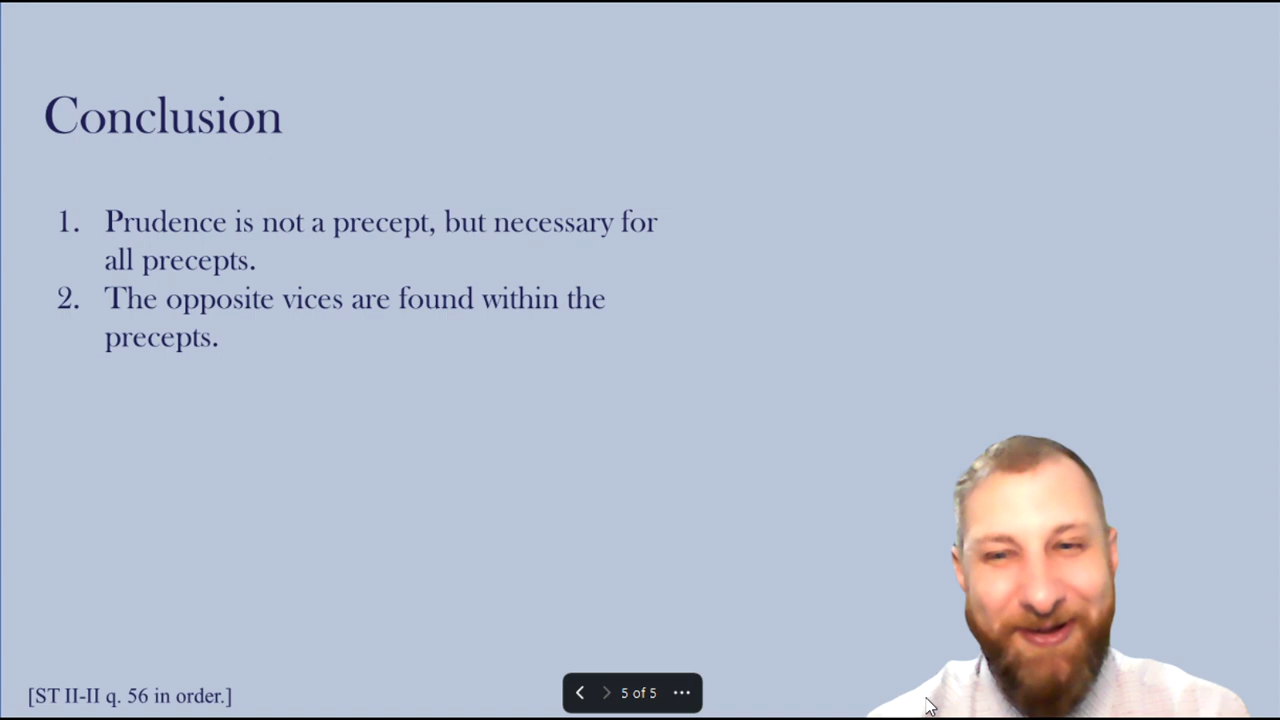 Conclusion
1. Prudence is not a precept, but necessary for
all precepts.
2. The opposite vices are found within the
precepts.
[ST II-II q. 56 in order.]
5 of 5